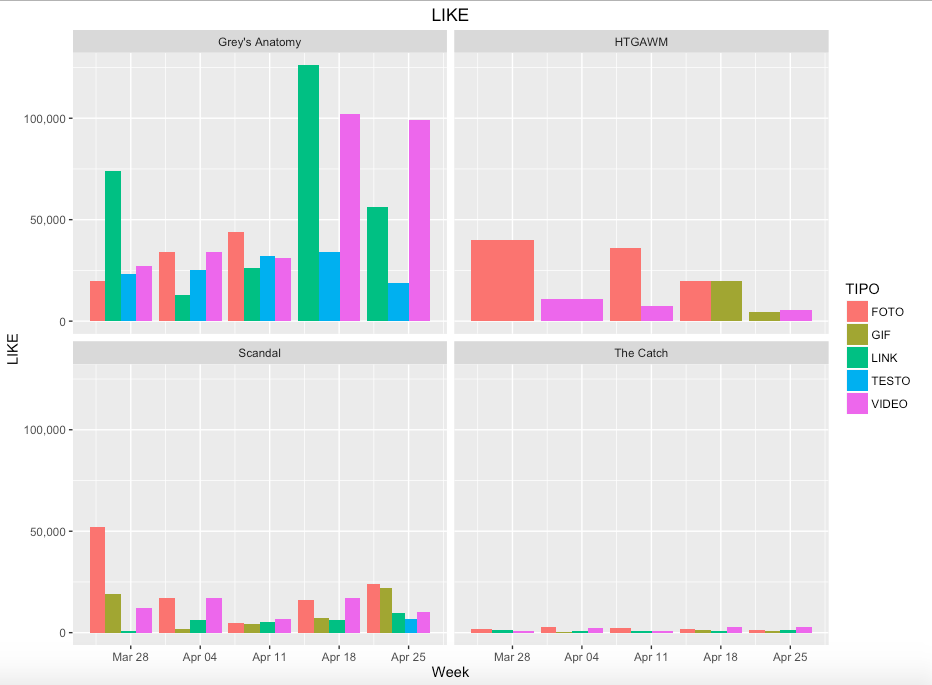 LIKE
Grey's Anatomy
HTGAWM
100,000
50,000
0
Scandal
The Catch
100,000
50,000
0
Mar 28 Apr 04 Apr 11 Apr 18 Apr 25
Mar 28 Apr 04 Apr 11 Apr 18 Apr 25
Week
LIKE
TIPO
FOTO
GIF
LINK
TESTO
VIDEO